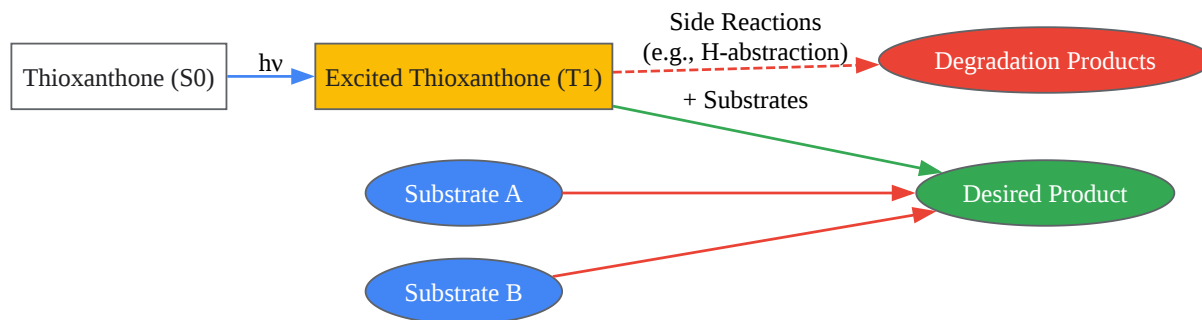 Side Reactions
(e.g., H-abstraction)
hν
Thioxanthone (S0)
Excited Thioxanthone (T1)
Degradation Products
+ Substrates
Substrate A
Desired Product
Substrate B